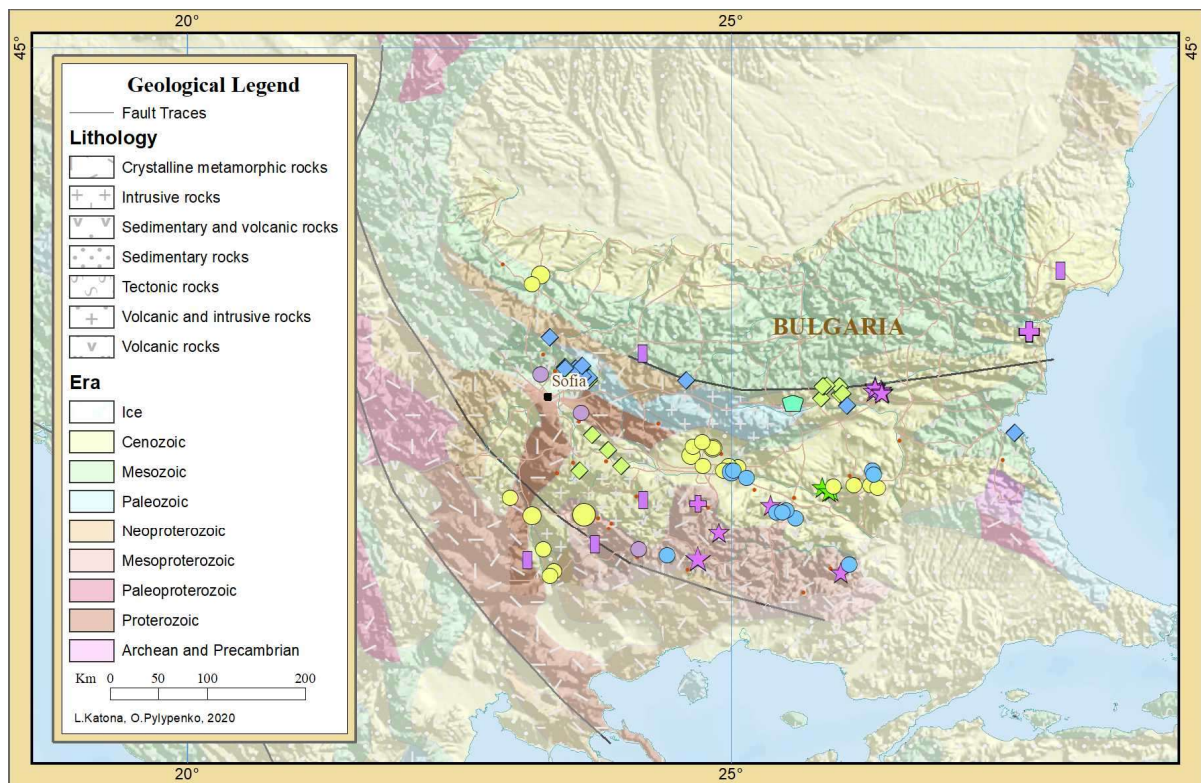 20°
25°
45°
45°
Geological Legend
Fault Traces
Lithology
Crystalline metamorphic rocks
Intrusive rocks
Sedimentary and volcanic rocks
Sedimentary rocks
Tectonic rocks
Volcanic and intrusive rocks
Volcanic rocks
Era
Ice
Cenozoic
Mesozoic
Paleozoic
Neoproterozoic
Mesoproterozoic
Paleoproterozoic
Proterozoic
Archean and Precambrian
Km
0 50 100 200
L.Katona, O.Pylypenko, 2020
BULGARIA
Sofia
20°
25°